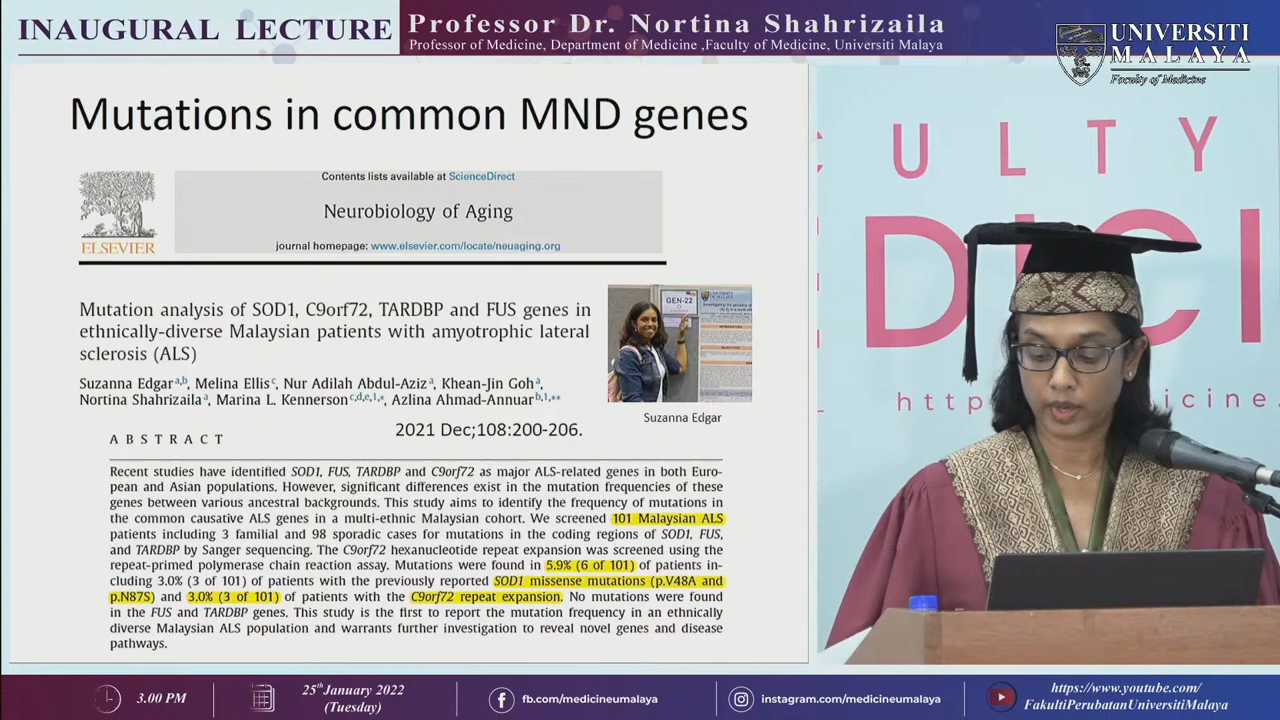 INAUGURAL LECTURE
Professor Dr. Nortina Shahrizaila
Professor of Medicine, Department of Medicine ,Faculty of Medicine, Universiti Malaya
UNIVERSITI
MALAYA
Faculty of Medicine
Mutations in common MND genes
ELSEVIER
Contents lists available at ScienceDirect
Neurobiology of Aging
journal homepage: www.elsevier.com/locate/neuaging.org
Mutation analysis of SOD1, C9orf72, TARDBP and FUS genes in
ethnically-diverse Malaysian patients with amyotrophic lateral
sclerosis (ALS)
Suzanna Edgar a,b, Melina Ellis c, Nur Adilah Abdul-Aziz a, Khean-Jin Goh a,
Nortina Shahrizaila a, Marina L. Kennerson c,d,e,1,*, Azlina Ahmad-Annuar b,1,**
2021 Dec;108:200-206.
GEN-22
Suzanna Edgar
ABSTRACT
Recent studies have identified SOD1, FUS, TARDBP and C9orf72 as major ALS-related genes in both Euro-
pean and Asian populations. However, significant differences exist in the mutation frequencies of these
genes between various ancestral backgrounds. This study aims to identify the frequency of mutations in
the common causative ALS genes in a multi-ethnic Malaysian cohort. We screened 101 Malaysian ALS
patients including 3 familial and 98 sporadic cases for mutations in the coding regions of SOD1, FUS,
and TARDBP by Sanger sequencing. The C9orf72 hexanucleotide repeat expansion was screened using the
repeat-primed polymerase chain reaction assay. Mutations were found in 5.9% (6 of 101) of patients in-
cluding 3.0% (3 of 101) of patients with the previously reported SOD1 missense mutations (p.V48A and
p.N87S) and 3.0% (3 of 101) of patients with the C9orf72 repeat expansion. No mutations were found
in the FUS and TARDBP genes. This study is the first to report the mutation frequency in an ethnically
diverse Malaysian ALS population and warrants further investigation to reveal novel genes and disease
pathways.
ULTY
EDICI
http
icine.
3.00 PM
25th January 2022
(Tuesday)
fb.com/medicineumalaya
instagram.com/medicineumalaya
https://www.youtube.com/
FakultiPerubatanUniversitiMalaya